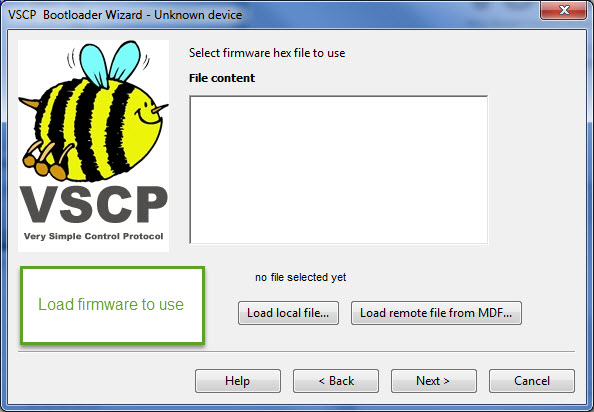 VSCP Bootloader Wizard - Unknown device
Select firmware hex file to use
File content
VSCP
Very Simple Control Protocol
no file selected yet
Load firmware to use
Load local file...
Load remote file from MDF...
Help
< Back
Next >
Cancel